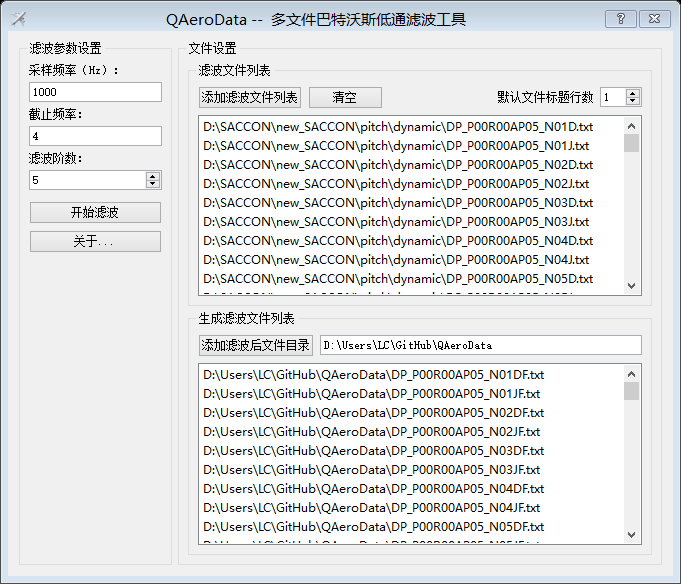 QAeroData -- 多文件巴特沃斯低通滤波工具
滤波参数设置
采样频率（Hz）：
1000
截止频率：
4
滤波阶数：
5
开始滤波
关于...
文件设置
滤波文件列表
添加滤波文件列表
清空
默认文件标题行数
1
D:\SACCON\new_SACCON\pitch\dynamic\DP_P00R00AP05_N01D.txt
D:\SACCON\new_SACCON\pitch\dynamic\DP_P00R00AP05_N01J.txt
D:\SACCON\new_SACCON\pitch\dynamic\DP_P00R00AP05_N02D.txt
D:\SACCON\new_SACCON\pitch\dynamic\DP_P00R00AP05_N02J.txt
D:\SACCON\new_SACCON\pitch\dynamic\DP_P00R00AP05_N03D.txt
D:\SACCON\new_SACCON\pitch\dynamic\DP_P00R00AP05_N03J.txt
D:\SACCON\new_SACCON\pitch\dynamic\DP_P00R00AP05_N04D.txt
D:\SACCON\new_SACCON\pitch\dynamic\DP_P00R00AP05_N04J.txt
D:\SACCON\new_SACCON\pitch\dynamic\DP_P00R00AP05_N05D.txt
生成滤波文件列表
添加滤波后文件目录
D:\Users\LC\GitHub\QAeroData
D:\Users\LC\GitHub\QAeroData\DP_P00R00AP05_N01DF.txt
D:\Users\LC\GitHub\QAeroData\DP_P00R00AP05_N01JF.txt
D:\Users\LC\GitHub\QAeroData\DP_P00R00AP05_N02DF.txt
D:\Users\LC\GitHub\QAeroData\DP_P00R00AP05_N02JF.txt
D:\Users\LC\GitHub\QAeroData\DP_P00R00AP05_N03DF.txt
D:\Users\LC\GitHub\QAeroData\DP_P00R00AP05_N03JF.txt
D:\Users\LC\GitHub\QAeroData\DP_P00R00AP05_N04DF.txt
D:\Users\LC\GitHub\QAeroData\DP_P00R00AP05_N04JF.txt
D:\Users\LC\GitHub\QAeroData\DP_P00R00AP05_N05DF.txt